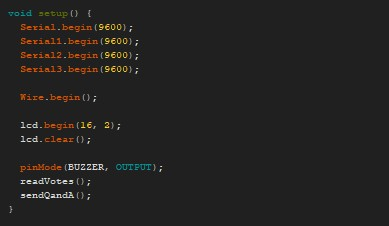 void setup() {
  Serial.begin(9600);
  Serial1.begin(9600);
  Serial2.begin(9600);
  Serial3.begin(9600);

  Wire.begin();

  lcd.begin(16, 2);
  lcd.clear();

  pinMode(BUZZER, OUTPUT);
  readVotes();
  sendQandA();
}